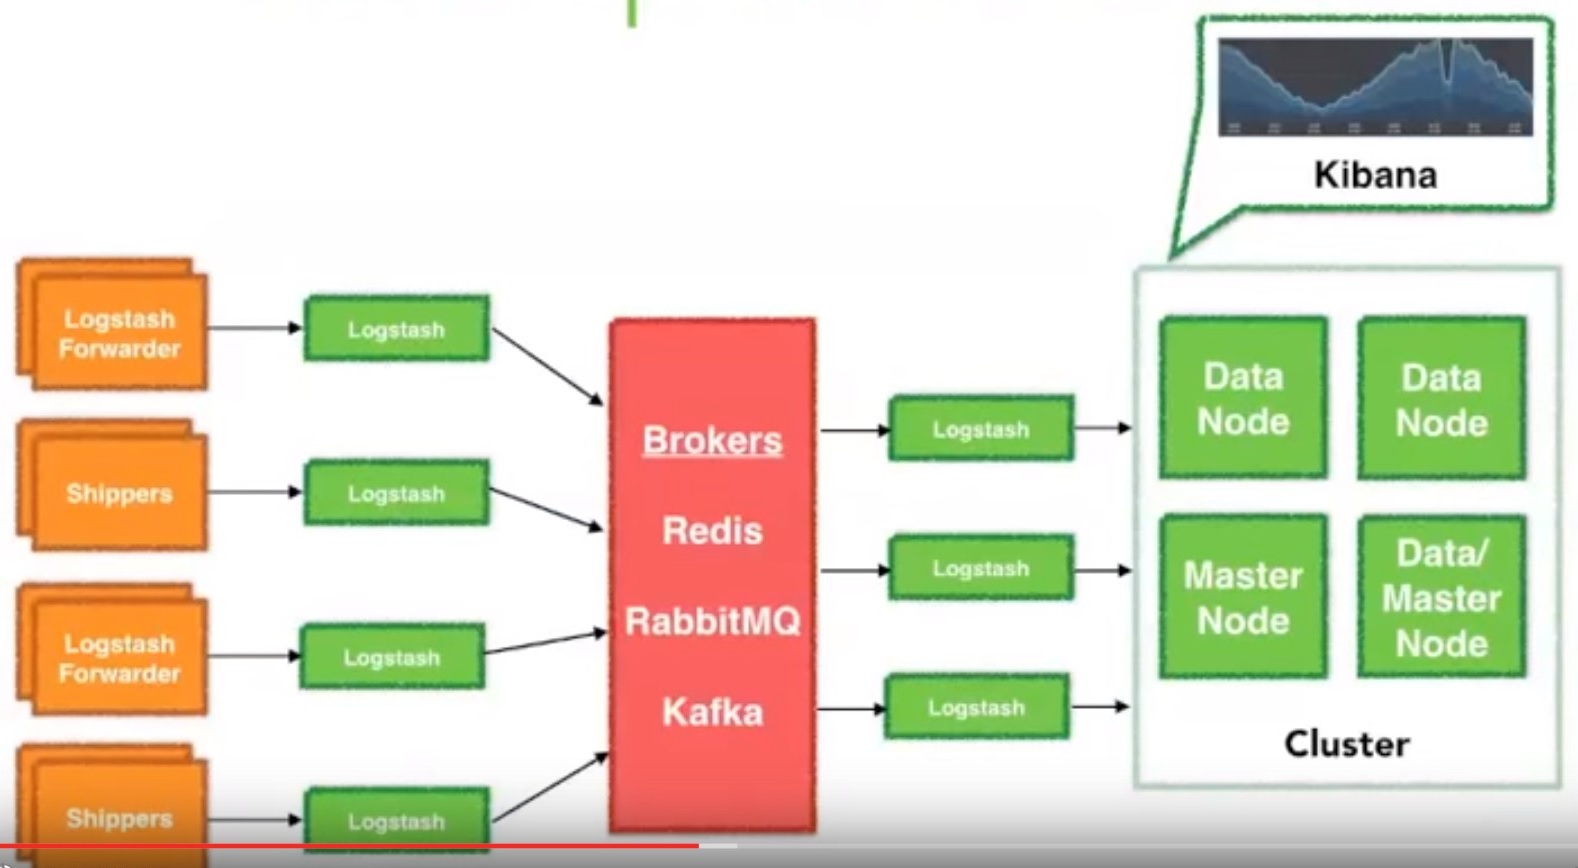 Kibana
Logstash
Forwarder
Logstash
Shippers
Logstash
Logstash
Forwarder
Logstash
Shippers
Logstash
Brokers
Redis
RabbitMQ
Kafka
Logstash
Logstash
Logstash
Data
Node
Data
Node
Master
Node
Data/
Master
Node
Cluster